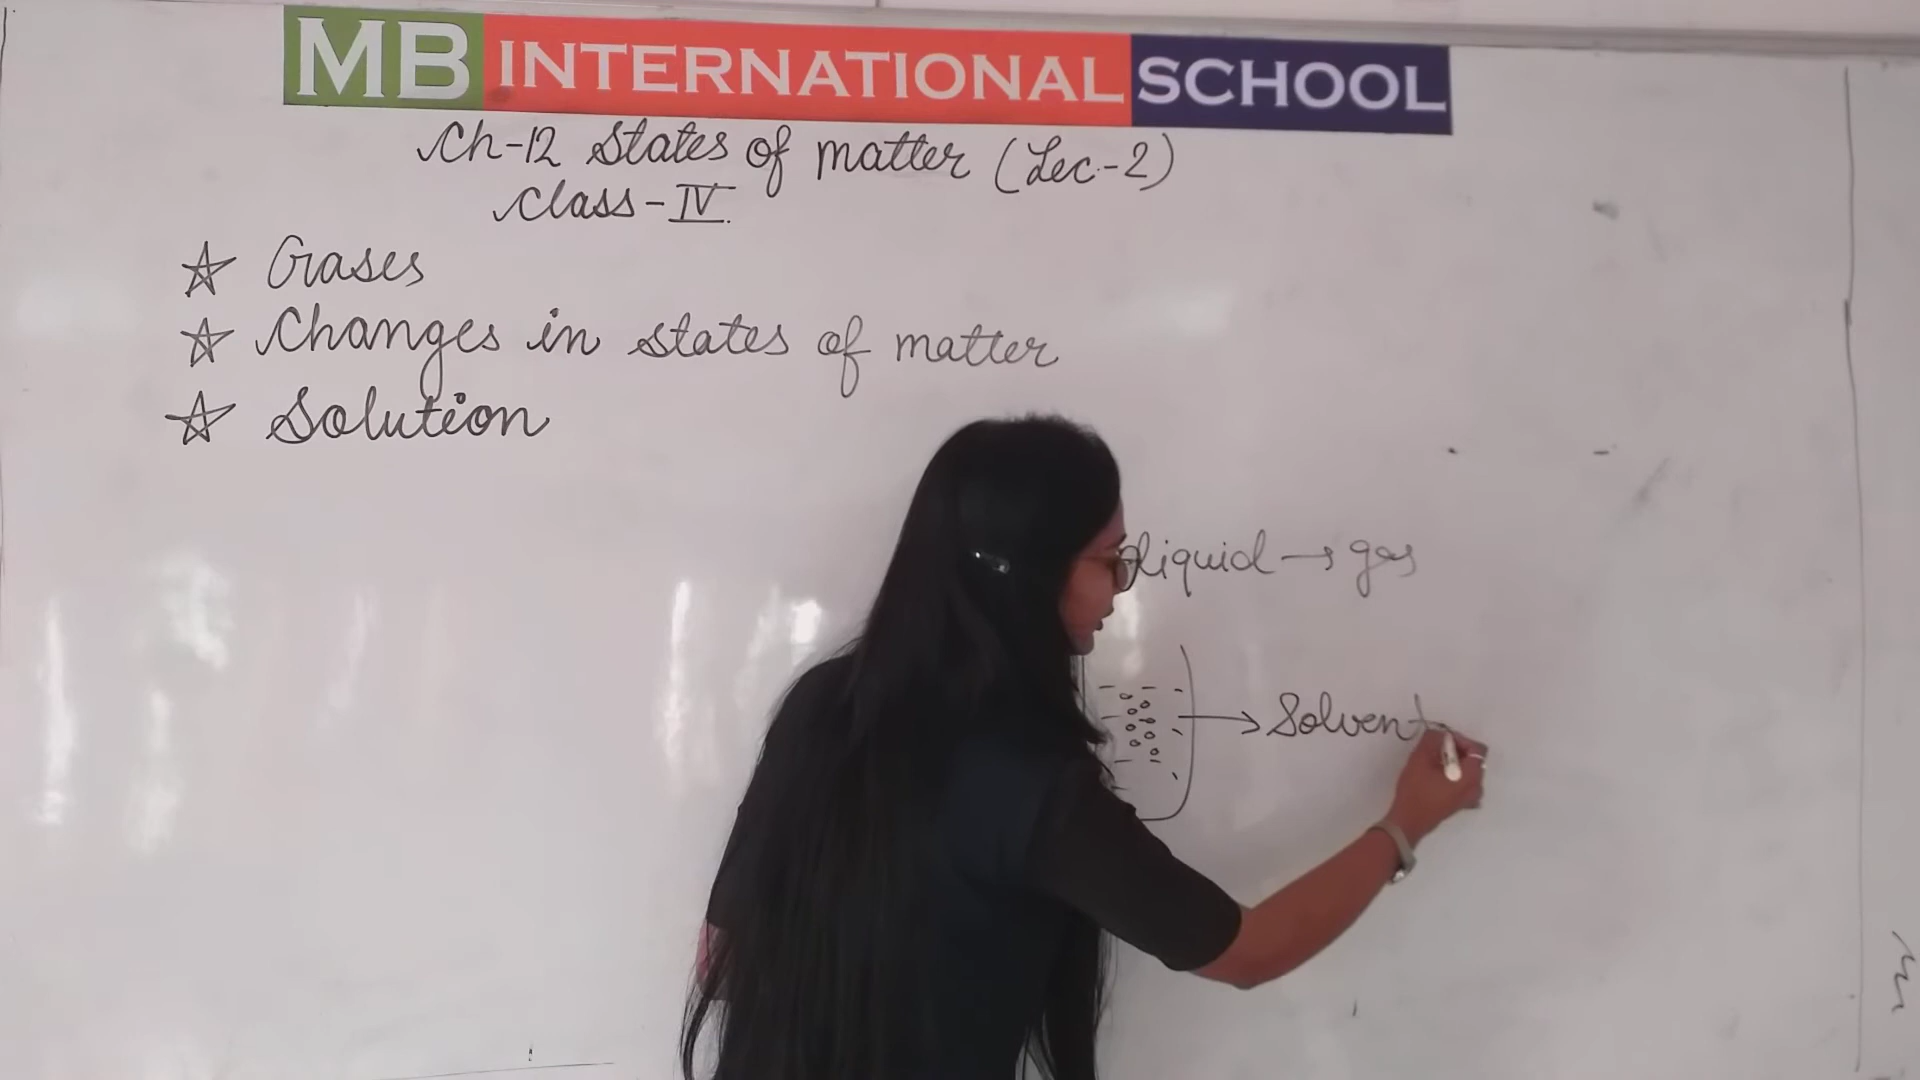 MB INTERNATIONAL SCHOOL
Ch-12 States of matter (Lec-2)
Class-IV
☆ Gases
☆ Changes in states of matter
☆ Solution
Liquid → gas
→ Solvent